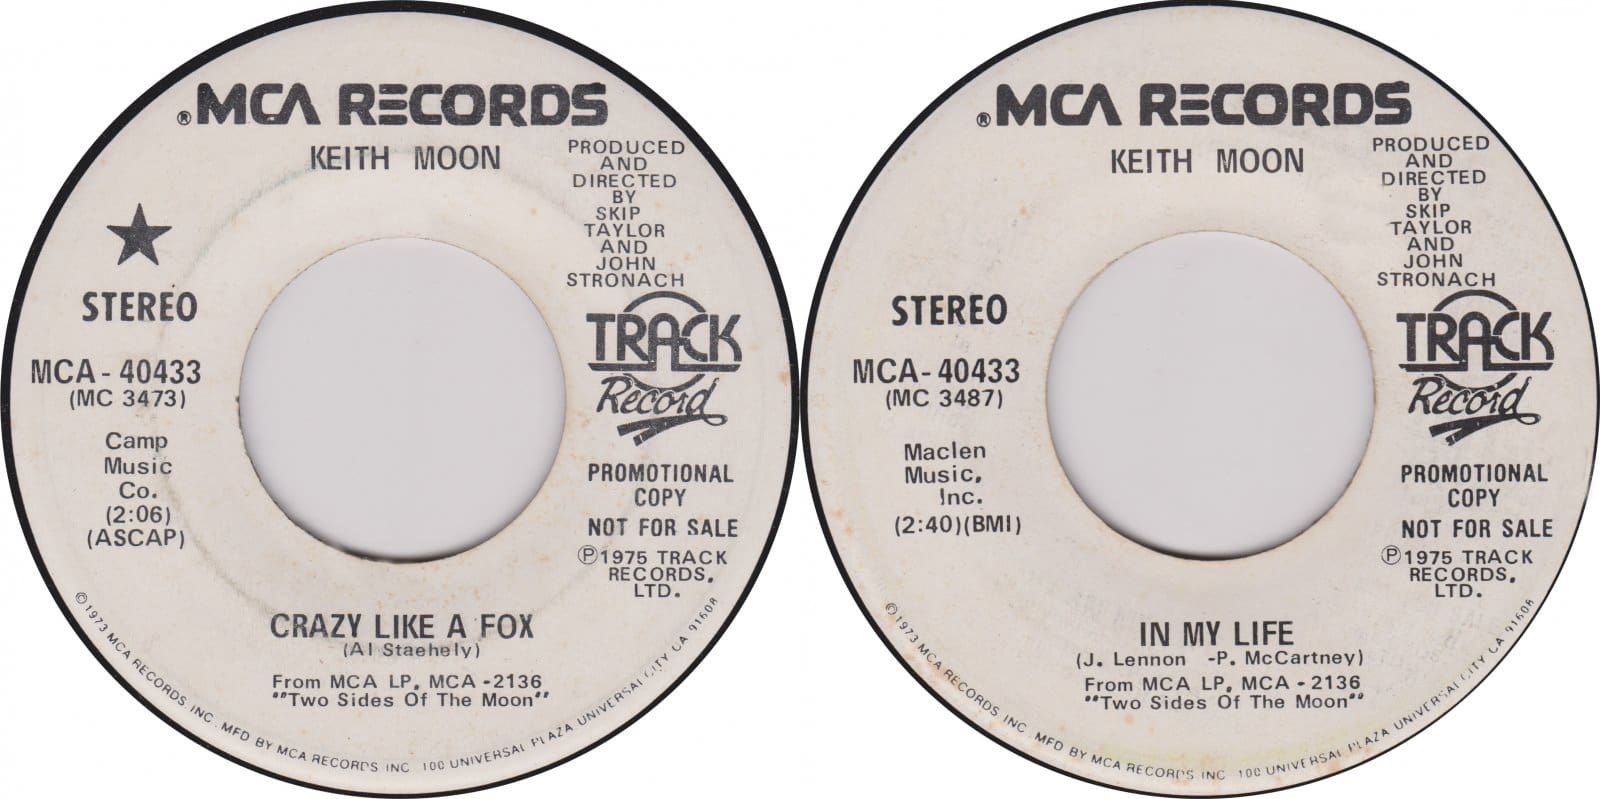 ®MCA RECORDS
KEITH MOON
PRODUCED
AND
DIRECTED
BY
SKIP
TAYLOR
AND
JOHN
STRONACH
STEREO
TRACK
Record
MCA - 40433
(MC 3473)
Camp
Music
Co.
(2:06)
(ASCAP)
PROMOTIONAL
COPY
NOT FOR SALE
℗1975 TRACK
RECORDS,
LTD.
CRAZY LIKE A FOX
(Al Staehely)
From MCA LP, MCA -2136
""Two Sides Of The Moon""
©1973 MCA RECORDS INC. MFD BY MCA RECORDS INC 100 UNIVERSAL PLAZA UNIVERSAL CITY CA 91608
®MCA RECORDS
KEITH MOON
PRODUCED
AND
DIRECTED
BY
SKIP
TAYLOR
AND
JOHN
STRONACH
STEREO
TRACK
Record
MCA - 40433
(MC 3487)
Maclen
Music,
Inc.
(2:40)(BMI)
PROMOTIONAL
COPY
NOT FOR SALE
℗1975 TRACK
RECORDS,
LTD.
IN MY LIFE
(J. Lennon -P. McCartney)
From MCA LP, MCA - 2136
""Two Sides Of The Moon""
©1973 MCA RECORDS INC MFD BY MCA RECORDS INC 100 UNIVERSAL PLAZA UNIVERSAL CITY CA 91608